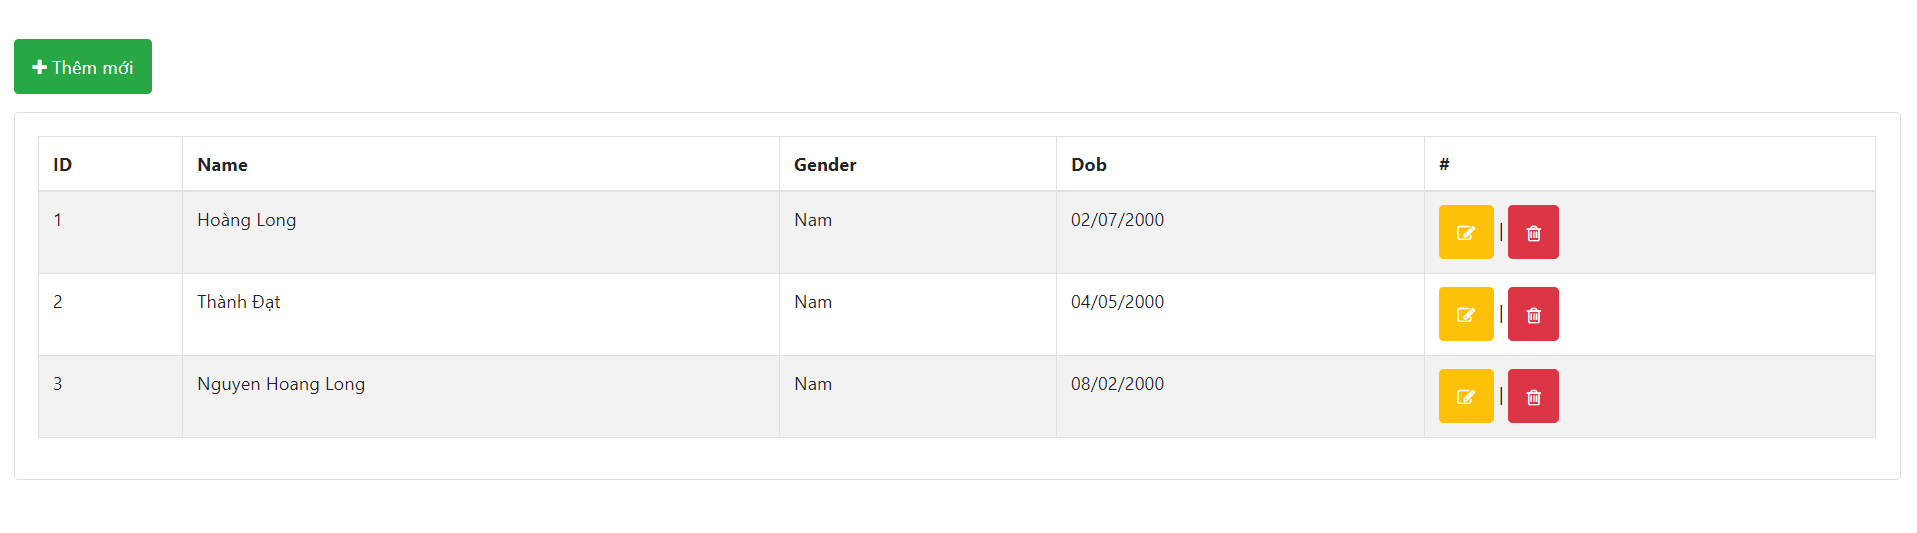 Thêm mới
ID Name Gender Dob #
1 Hoàng Long Nam 02/07/2000 |
2 Thành Đạt Nam 04/05/2000 |
3 Nguyen Hoang Long Nam 08/02/2000 |